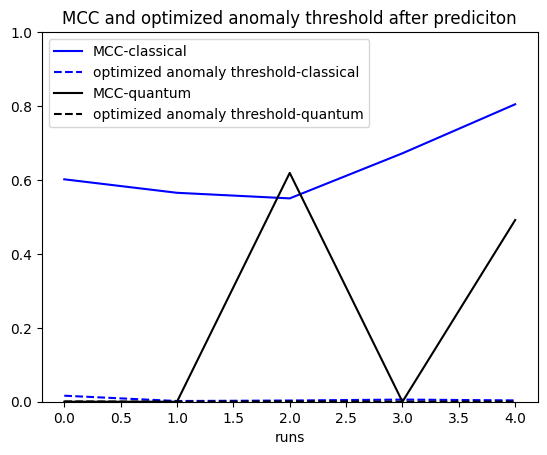 MCC and optimized anomaly threshold after prediciton
1.0
MCC-classical
optimized anomaly threshold-classical
MCC-quantum
optimized anomaly threshold-quantum
0.8
0.6
0.4
0.2
0.0
0.0 0.5 1.0 1.5 2.0 2.5 3.0 3.5 4.0
runs